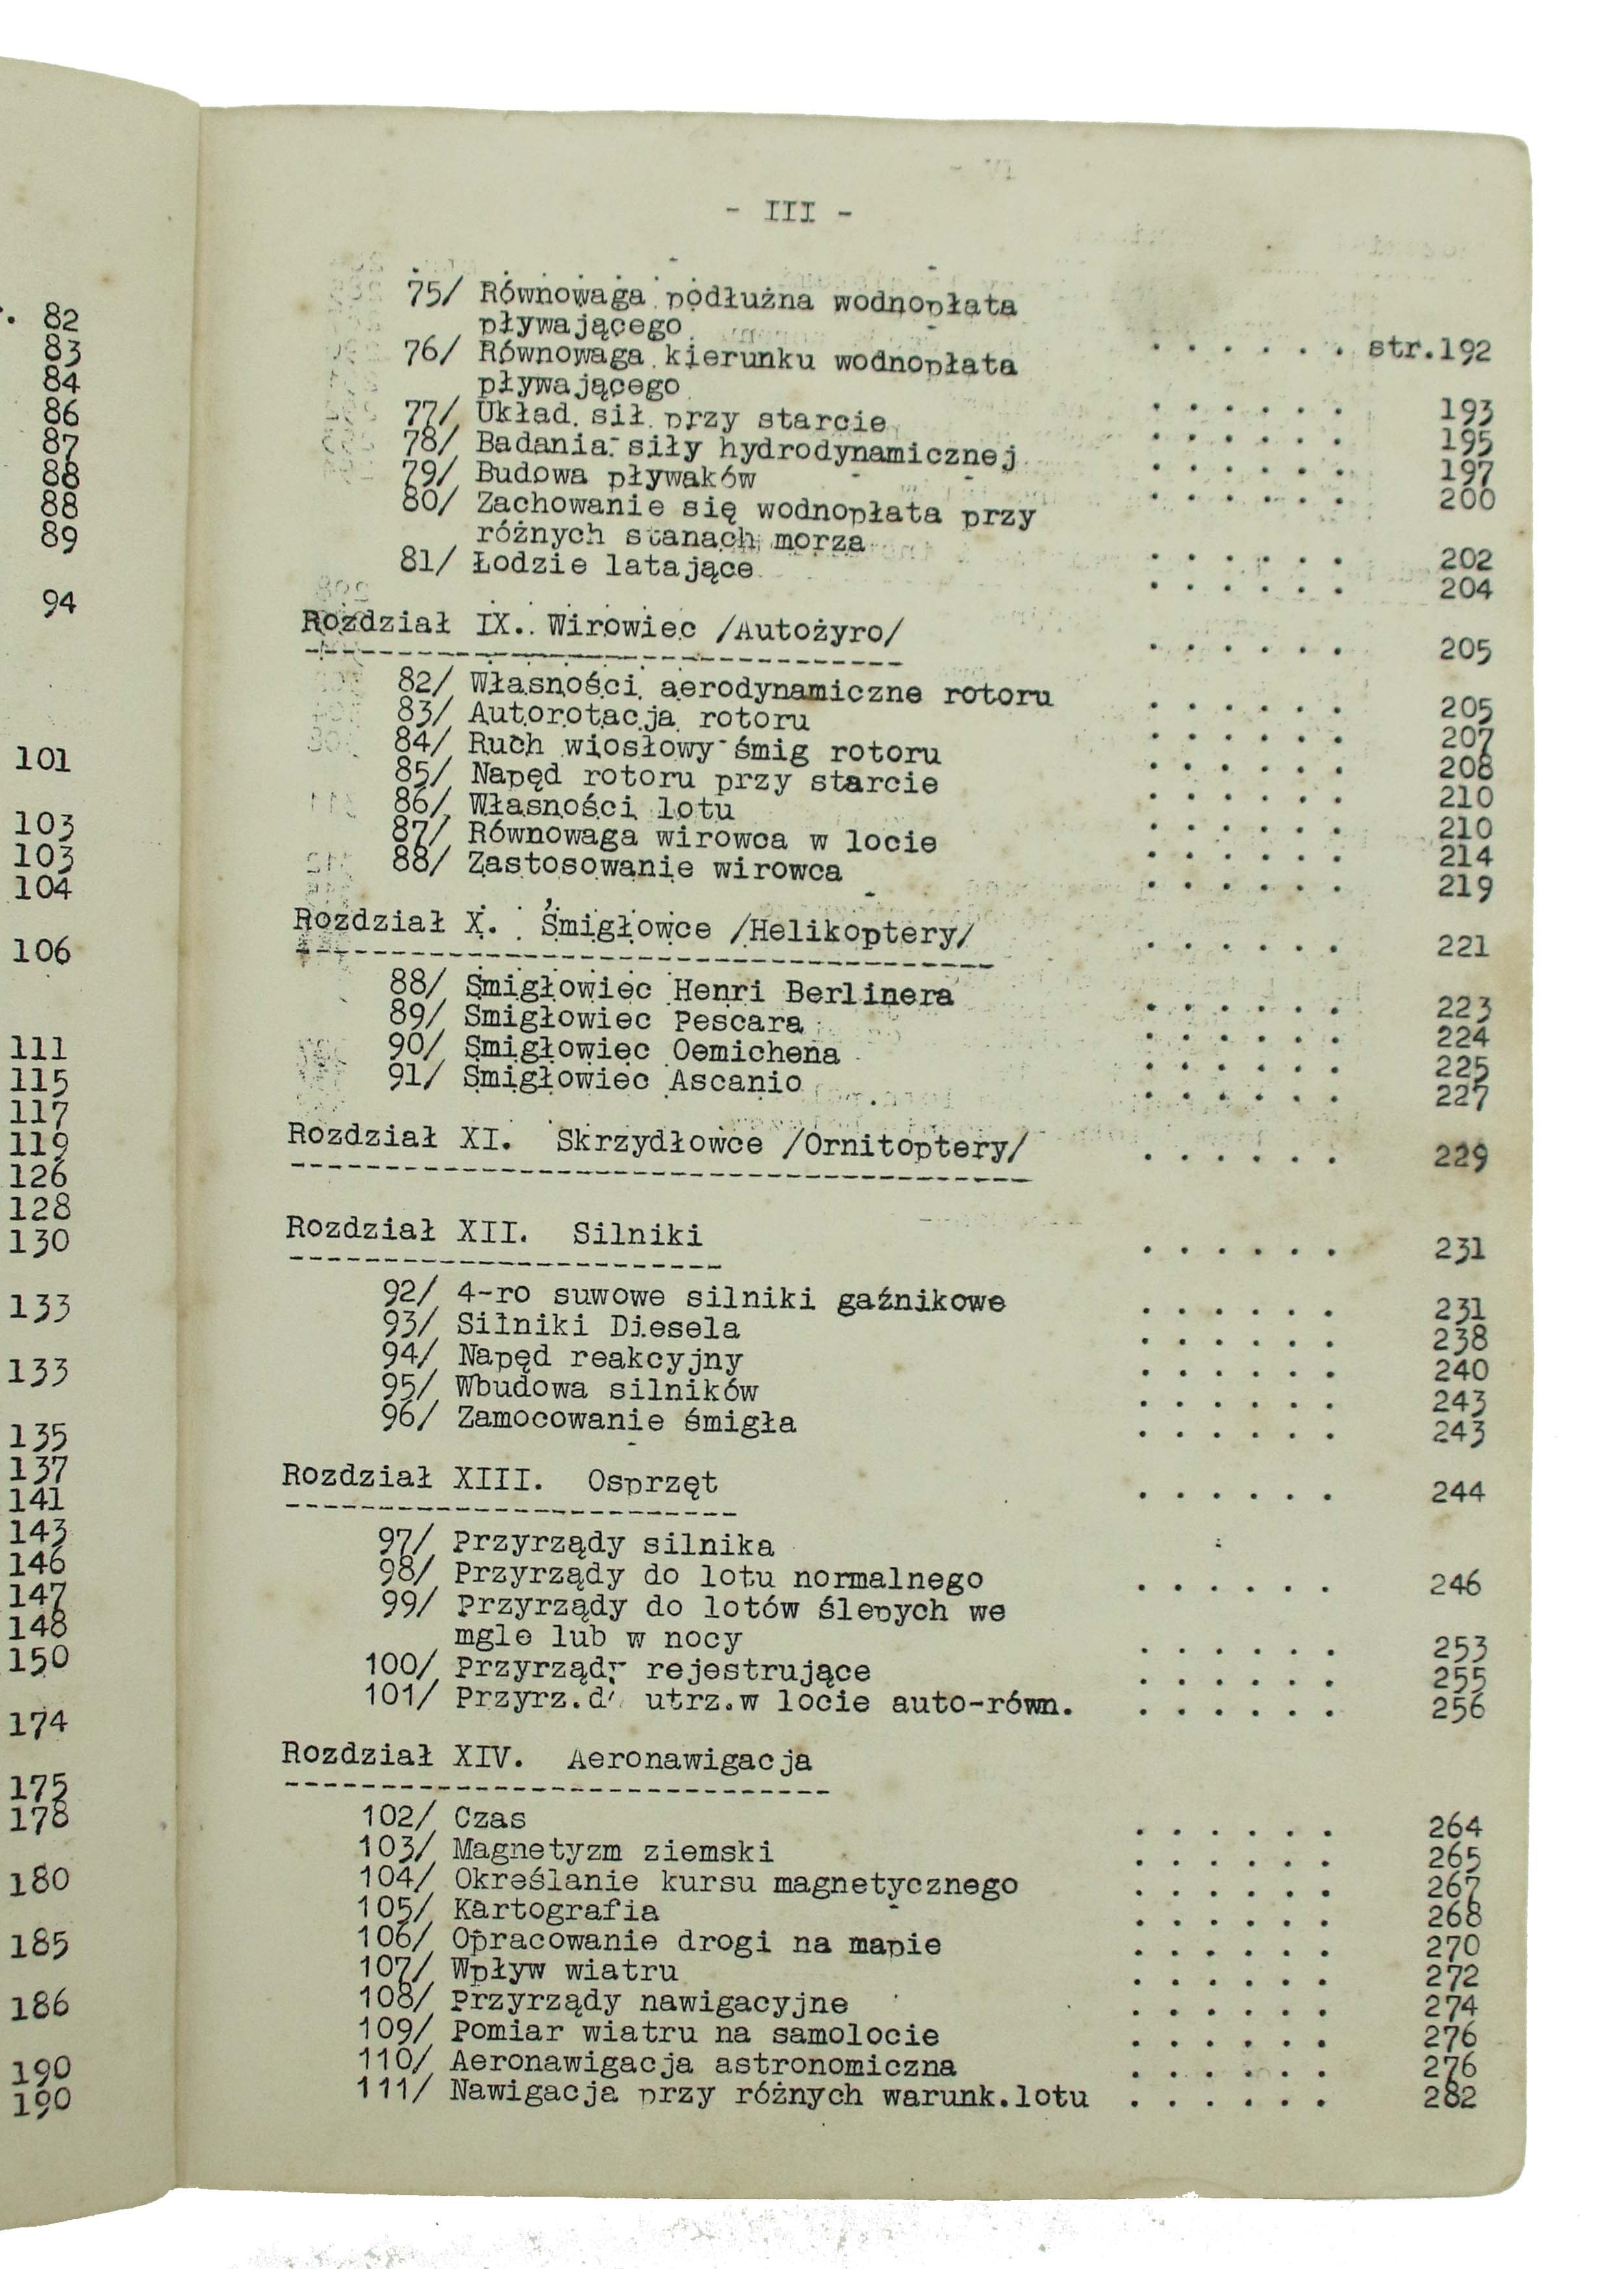 82
83
84
86
87
88
88
89
94
101
103
103
104
106
111
115
117
119
126
128
130
133
133
135
137
141
143
146
147
148
150
174
175
178
180
185
186
190
190
- III -
75/ Równowaga podłużna wodnopłata
pływającego . . . . . . str.192
76/ Równowaga kierunku wodnopłata
pływającego . . . . . . 193
77/ Układ sił przy starcie . . . . . . 195
78/ Badania siły hydrodynamicznej . . . . . . 197
79/ Budowa pływaków . . . . . . 200
80/ Zachowanie się wodnopłata przy
różnych stanach morza . . . . . . 202
81/ Łodzie latające . . . . . . 204
Rozdział IX. Wirowiec /Autożyro/ . . . . . . 205
82/ Własności aerodynamiczne rotoru . . . . . . 205
83/ Autorotacja rotoru . . . . . . 207
84/ Ruch wiosłowy śmig rotoru . . . . . . 208
85/ Napęd rotoru przy starcie . . . . . . 210
86/ Własności lotu . . . . . . 210
87/ Równowaga wirowca w locie . . . . . . 214
88/ Zastosowanie wirowca . . . . . . 219
Rozdział X. Śmigłowce /Helikoptery/ . . . . . . 221
88/ Śmigłowiec Henri Berlinera . . . . . . 223
89/ Śmigłowiec Pescara . . . . . . 224
90/ Śmigłowiec Oemichena . . . . . . 225
91/ Śmigłowiec Ascanio . . . . . . 227
Rozdział XI. Skrzydłowce /Ornitoptery/ . . . . . . 229
Rozdział XII. Silniki . . . . . . 231
92/ 4-ro suwowe silniki gaźnikowe . . . . . . 231
93/ Silniki Diesela . . . . . . 238
94/ Napęd reakcyjny . . . . . . 240
95/ Wbudowa silników . . . . . . 243
96/ Zamocowanie śmigła . . . . . . 243
Rozdział XIII. Osprzęt . . . . . . 244
97/ Przyrządy silnika
98/ Przyrządy do lotu normalnego . . . . . . 246
99/ Przyrządy do lotów ślepych we
mgle lub w nocy . . . . . . 253
100/ Przyrządy rejestrujące . . . . . . 255
101/ Przyrz.d utrz.w locie auto-równ. . . . . . . 256
Rozdział XIV. Aeronawigacja
102/ Czas . . . . . . 264
103/ Magnetyzm ziemski . . . . . . 265
104/ Określanie kursu magnetycznego . . . . . . 267
105/ Kartografia . . . . . . 268
106/ Opracowanie drogi na mapie . . . . . . 270
107/ Wpływ wiatru . . . . . . 272
108/ Przyrządy nawigacyjne . . . . . . 274
109/ Pomiar wiatru na samolocie . . . . . . 276
110/ Aeronawigacja astronomiczna . . . . . . 276
111/ Nawigacja przy różnych warunk.lotu . . . . . . 282